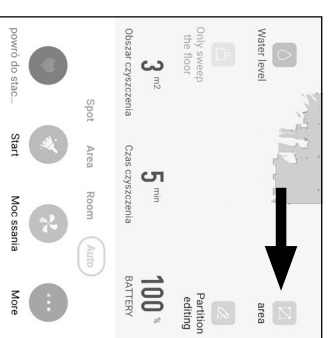 Water level
area
Only sweep
the floor
Partition
editing
3 m2
5 min
100 %
Obszar czyszczenia
Czas czyszczenia
BATTERY
Spot
Area
Room
Auto
powró do stac...
Start
Moc ssania
More